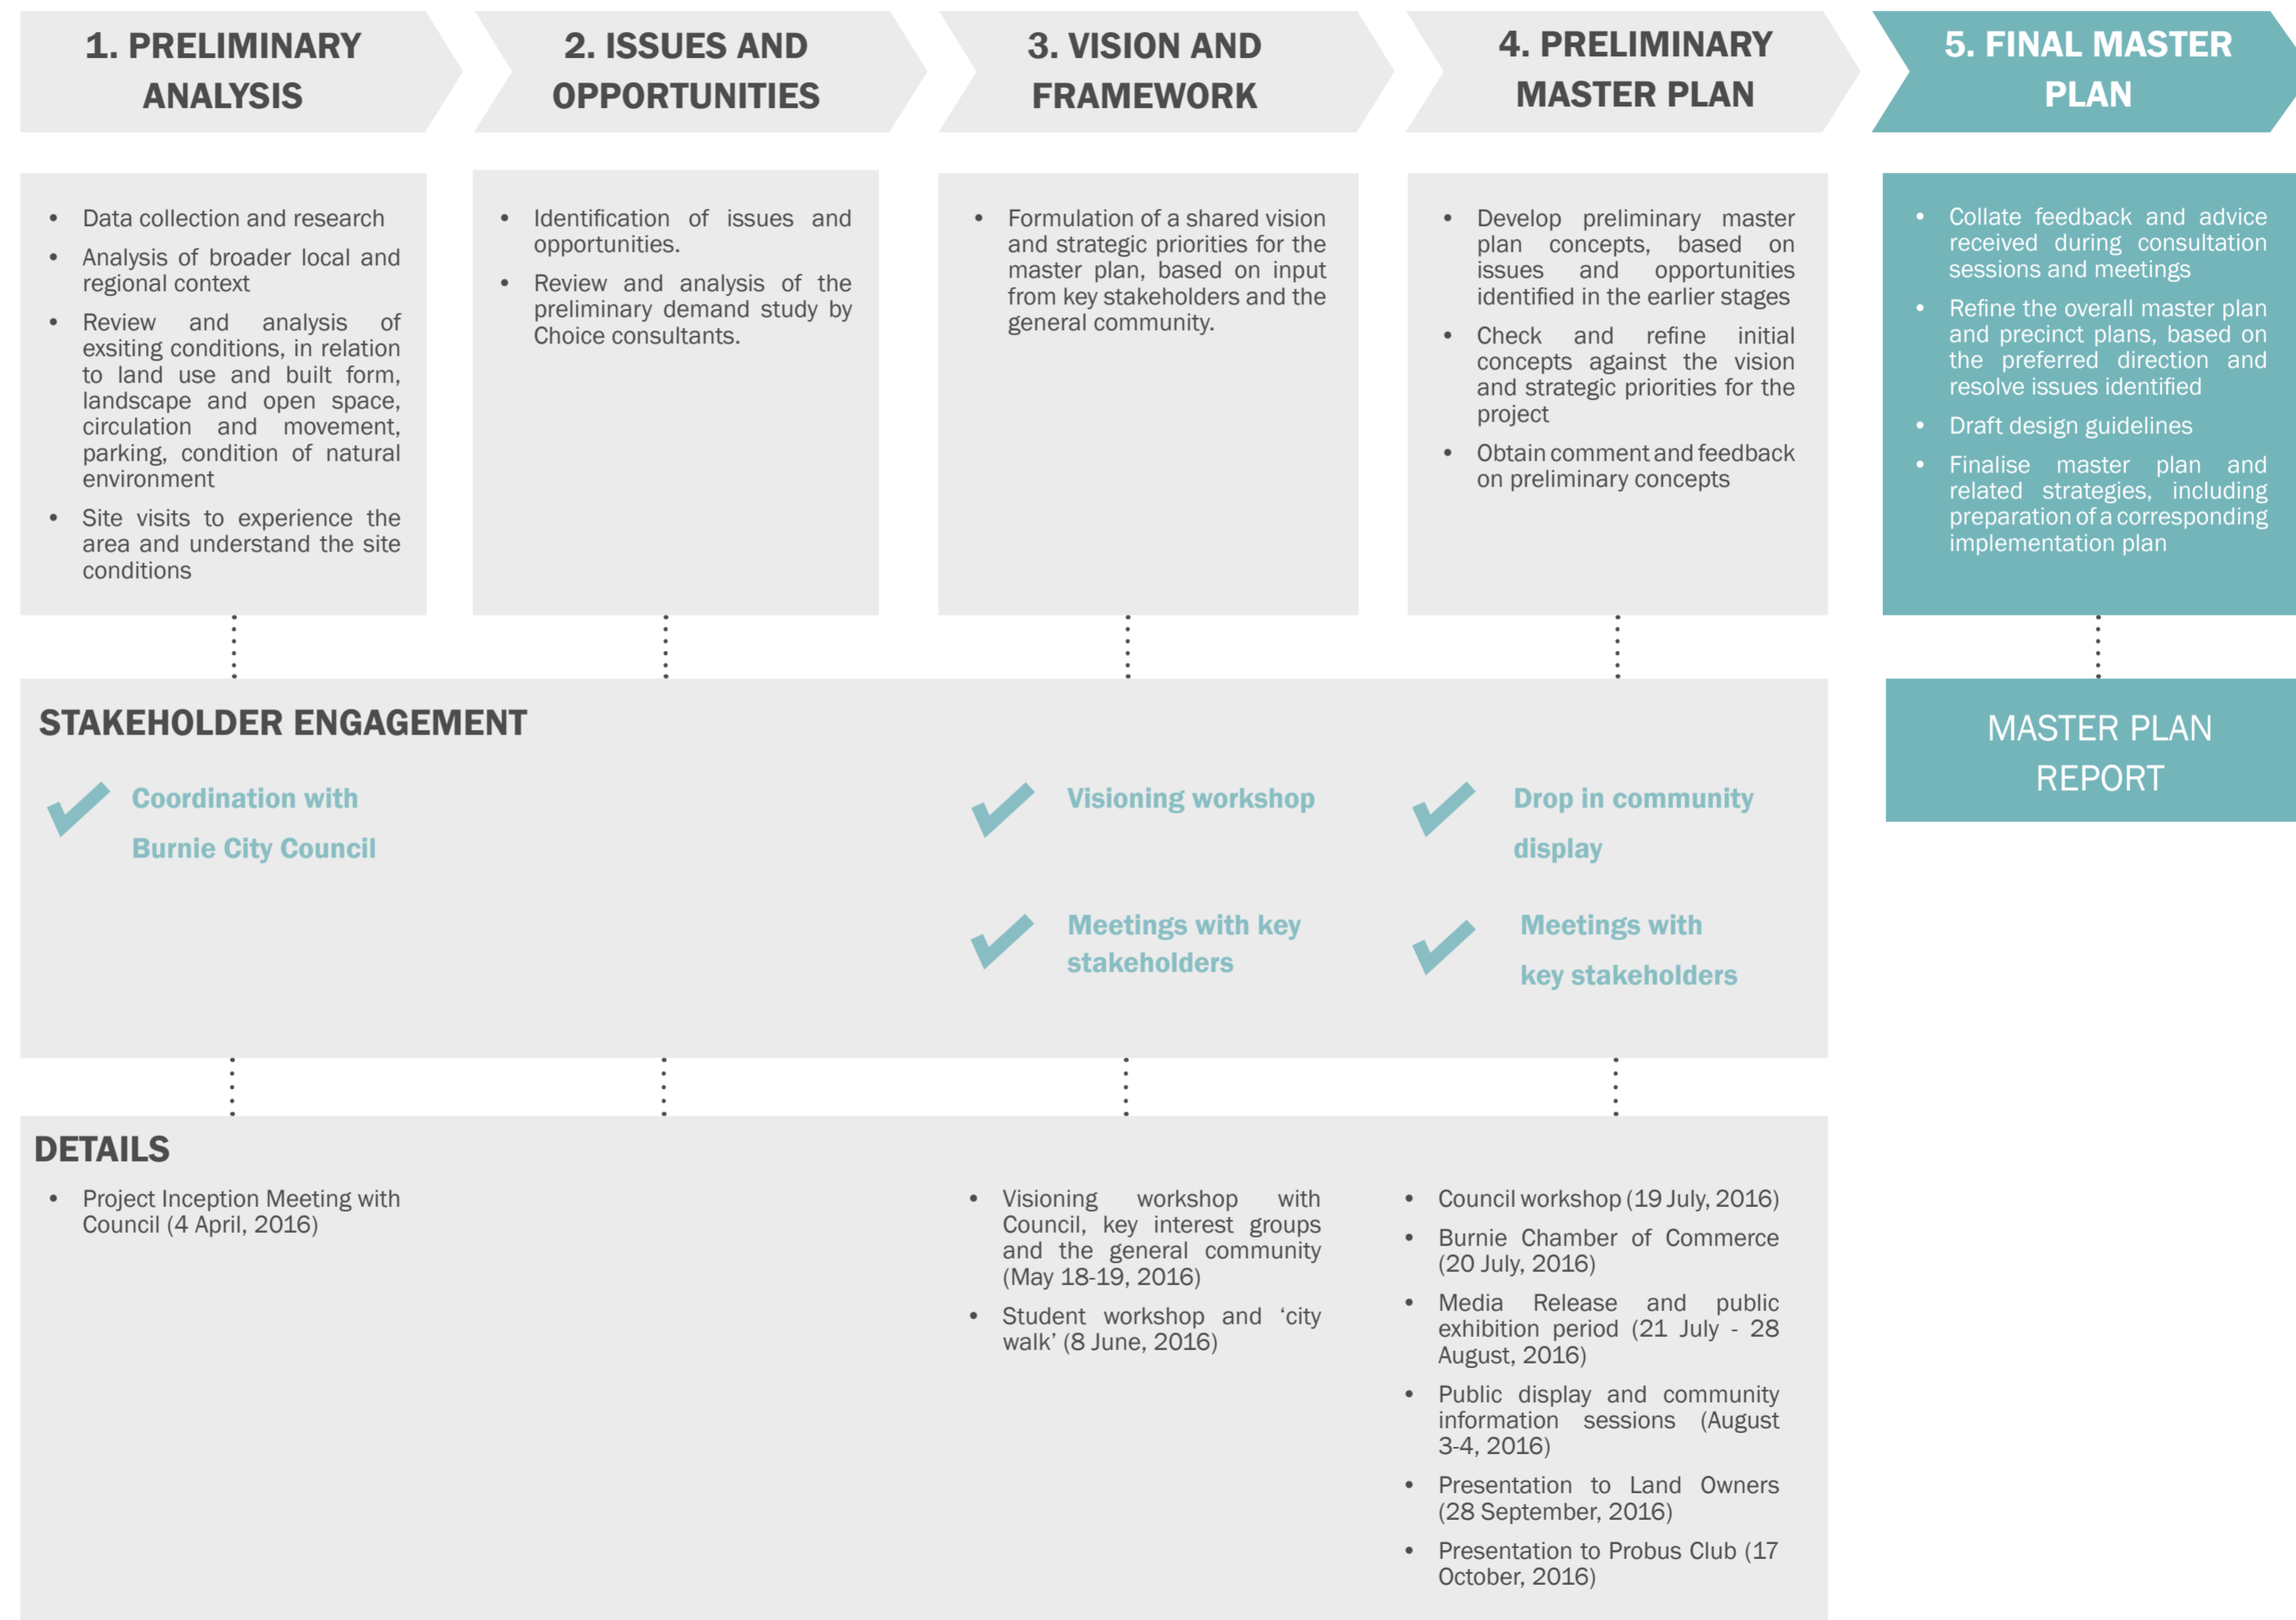 1. PRELIMINARY
ANALYSIS
2. ISSUES AND
OPPORTUNITIES
3. VISION AND
FRAMEWORK
4. PRELIMINARY
MASTER PLAN
5. FINAL MASTER
PLAN
• Data collection and research
• Analysis of broader local and
regional context
• Review and analysis of
exsiting conditions, in relation
to land use and built form,
landscape and open space,
circulation and movement,
parking, condition of natural
environment
• Site visits to experience the
area and understand the site
conditions
• Identification of issues and
opportunities.
• Review and analysis of the
preliminary demand study by
Choice consultants.
• Formulation of a shared vision
and strategic priorities for the
master plan, based on input
from key stakeholders and the
general community.
• Develop preliminary master
plan concepts, based on
issues and opportunities
identified in the earlier stages
• Check and refine initial
concepts against the vision
and strategic priorities for the
project
• Obtain comment and feedback
on preliminary concepts
• Collate feedback and advice
received during consultation
sessions and meetings
• Refine the overall master plan
and precinct plans, based on
the preferred direction and
resolve issues identified
• Draft design guidelines
• Finalise master plan and
related strategies, including
preparation of a corresponding
implementation plan
STAKEHOLDER ENGAGEMENT
Coordination with
Burnie City Council
Visioning workshop
Meetings with key
stakeholders
Drop in community
display
Meetings with
key stakeholders
MASTER PLAN
REPORT
DETAILS
• Project Inception Meeting with
Council (4 April, 2016)
• Visioning workshop with
Council, key interest groups
and the general community
(May 18-19, 2016)
• Student workshop and ‘city
walk’ (8 June, 2016)
• Council workshop (19 July, 2016)
• Burnie Chamber of Commerce
(20 July, 2016)
• Media Release and public
exhibition period (21 July - 28
August, 2016)
• Public display and community
information sessions (August
3-4, 2016)
• Presentation to Land Owners
(28 September, 2016)
• Presentation to Probus Club (17
October, 2016)